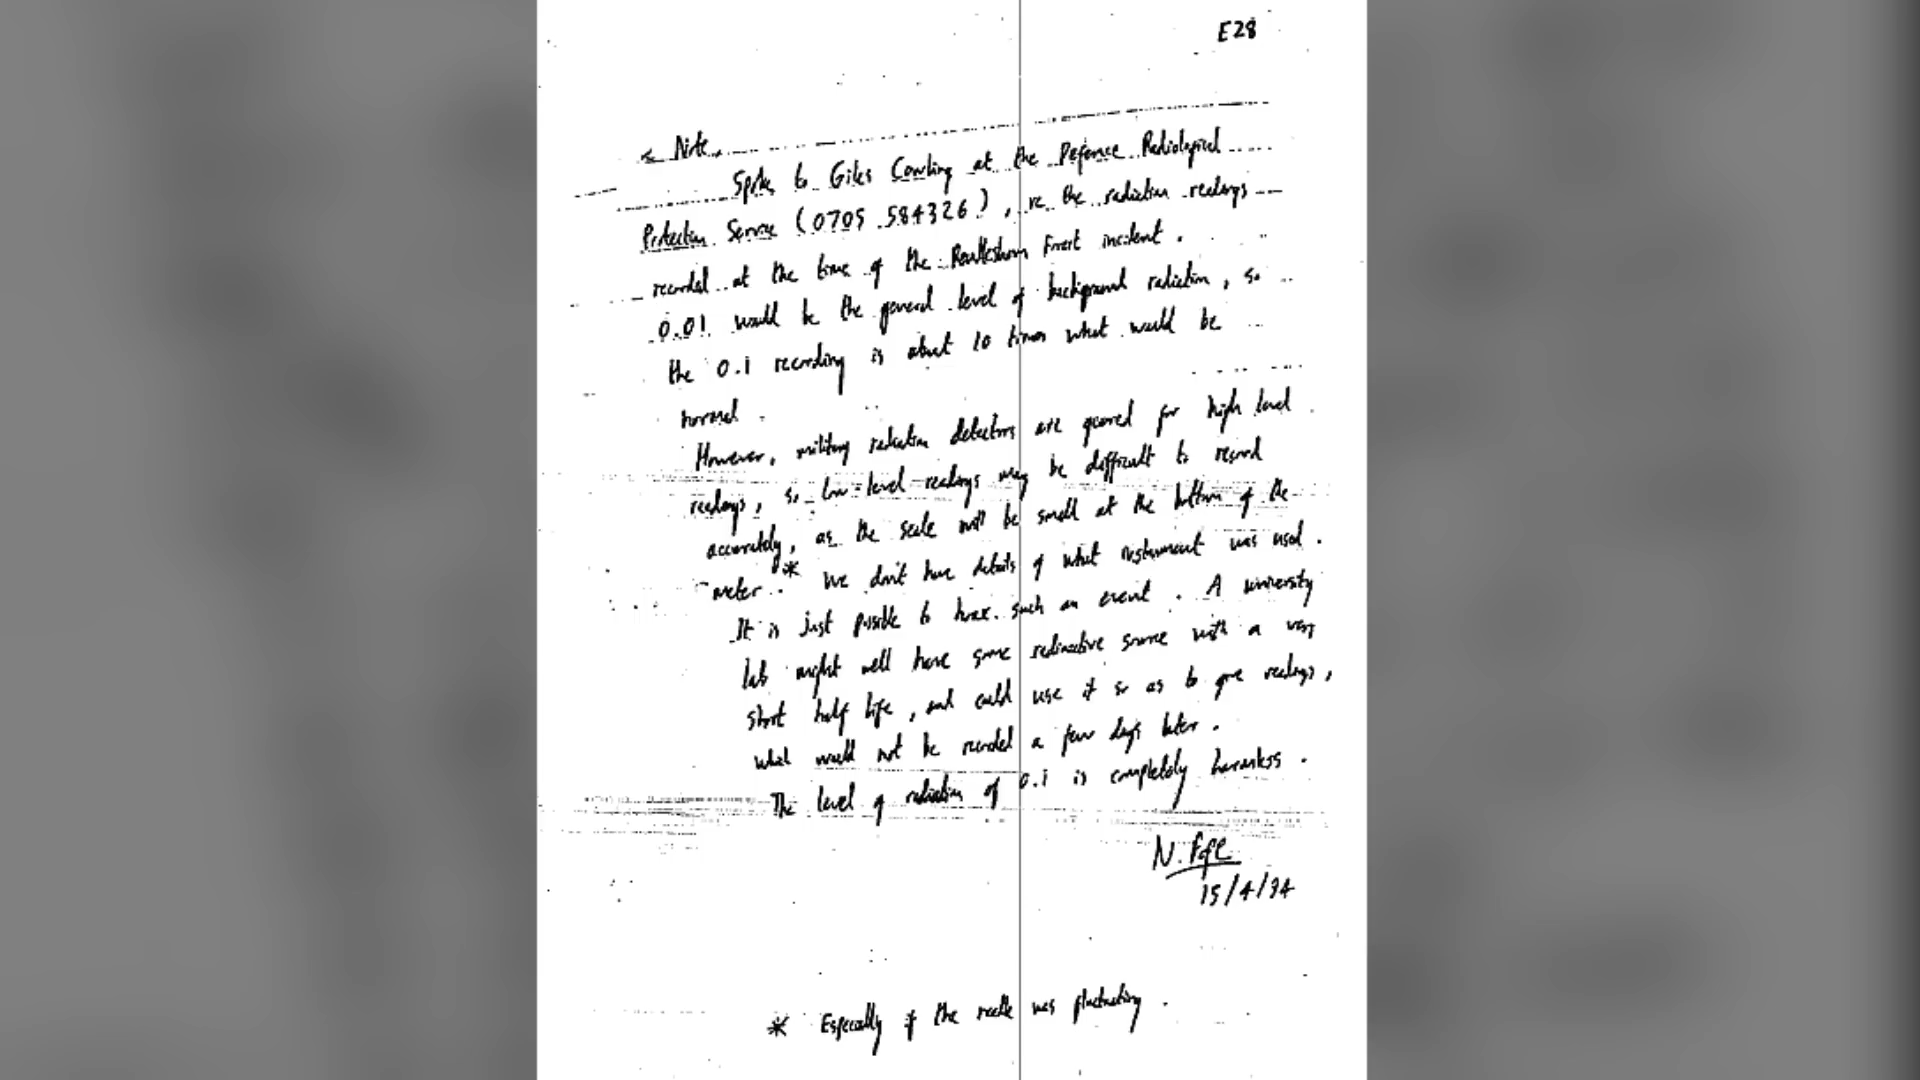 E28
Note
Spoke to Giles Cowling at the Defence Radiological
Protection Service (0705 584326), re the radiation readings
recorded at the time of the Rendlesham Forest incident.
0.01 would be the general level of background radiation, so
the 0.1 recording is about 10 times what would be
normal.
However, military radiation detectors are geared for high level
readings, so low-level readings may be difficult to record
accurately, as the scale will be small at the bottom of the
meter.* We don't have details of what instrument was used.
It is just possible to hoax such an event. A university
lab might well have some radioactive source with a very
short half life, and could use it so as to give readings,
what would not be recorded a few days later.
The level of radiation of 0.1 is completely harmless.
N. Pope
15/4/94
* Especially if the needle was fluctuating.